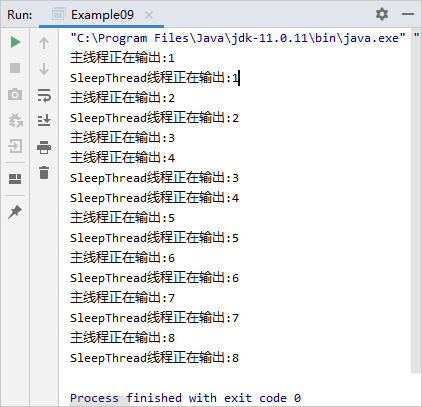 Run: Example09
"C:\Program Files\Java\jdk-11.0.11\bin\java.exe" "
主线程正在输出:1
SleepThread线程正在输出:1
主线程正在输出:2
SleepThread线程正在输出:2
主线程正在输出:3
主线程正在输出:4
SleepThread线程正在输出:3
SleepThread线程正在输出:4
主线程正在输出:5
SleepThread线程正在输出:5
主线程正在输出:6
SleepThread线程正在输出:6
主线程正在输出:7
SleepThread线程正在输出:7
主线程正在输出:8
SleepThread线程正在输出:8
Process finished with exit code 0